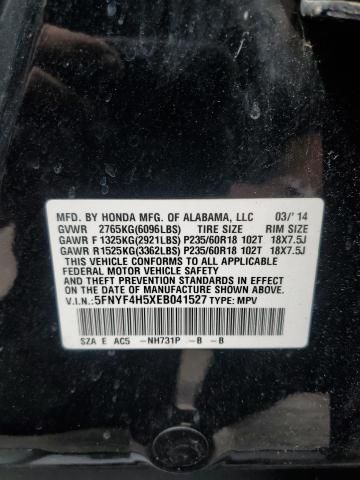 MFD. BY HONDA MFG. OF ALABAMA, LLC 03/'14
GVWR 2765KG(6096LBS) TIRE SIZE RIM SIZE
GAWR F 1325KG(2921LBS) P235/60R18 102T 18X7.5J
GAWR R 1525KG(3362LBS) P235/60R18 102T 18X7.5J
THIS VEHICLE CONFORMS TO ALL APPLICABLE
FEDERAL MOTOR VEHICLE SAFETY
AND THEFT PREVENTION STANDARDS IN EFFECT
ON THE DATE OF MANUFACTURE SHOWN ABOVE.
V.I.N.:5FNYF4H5XEB041527 TYPE: MPV
SZA E AC5 -NH731P -B -B